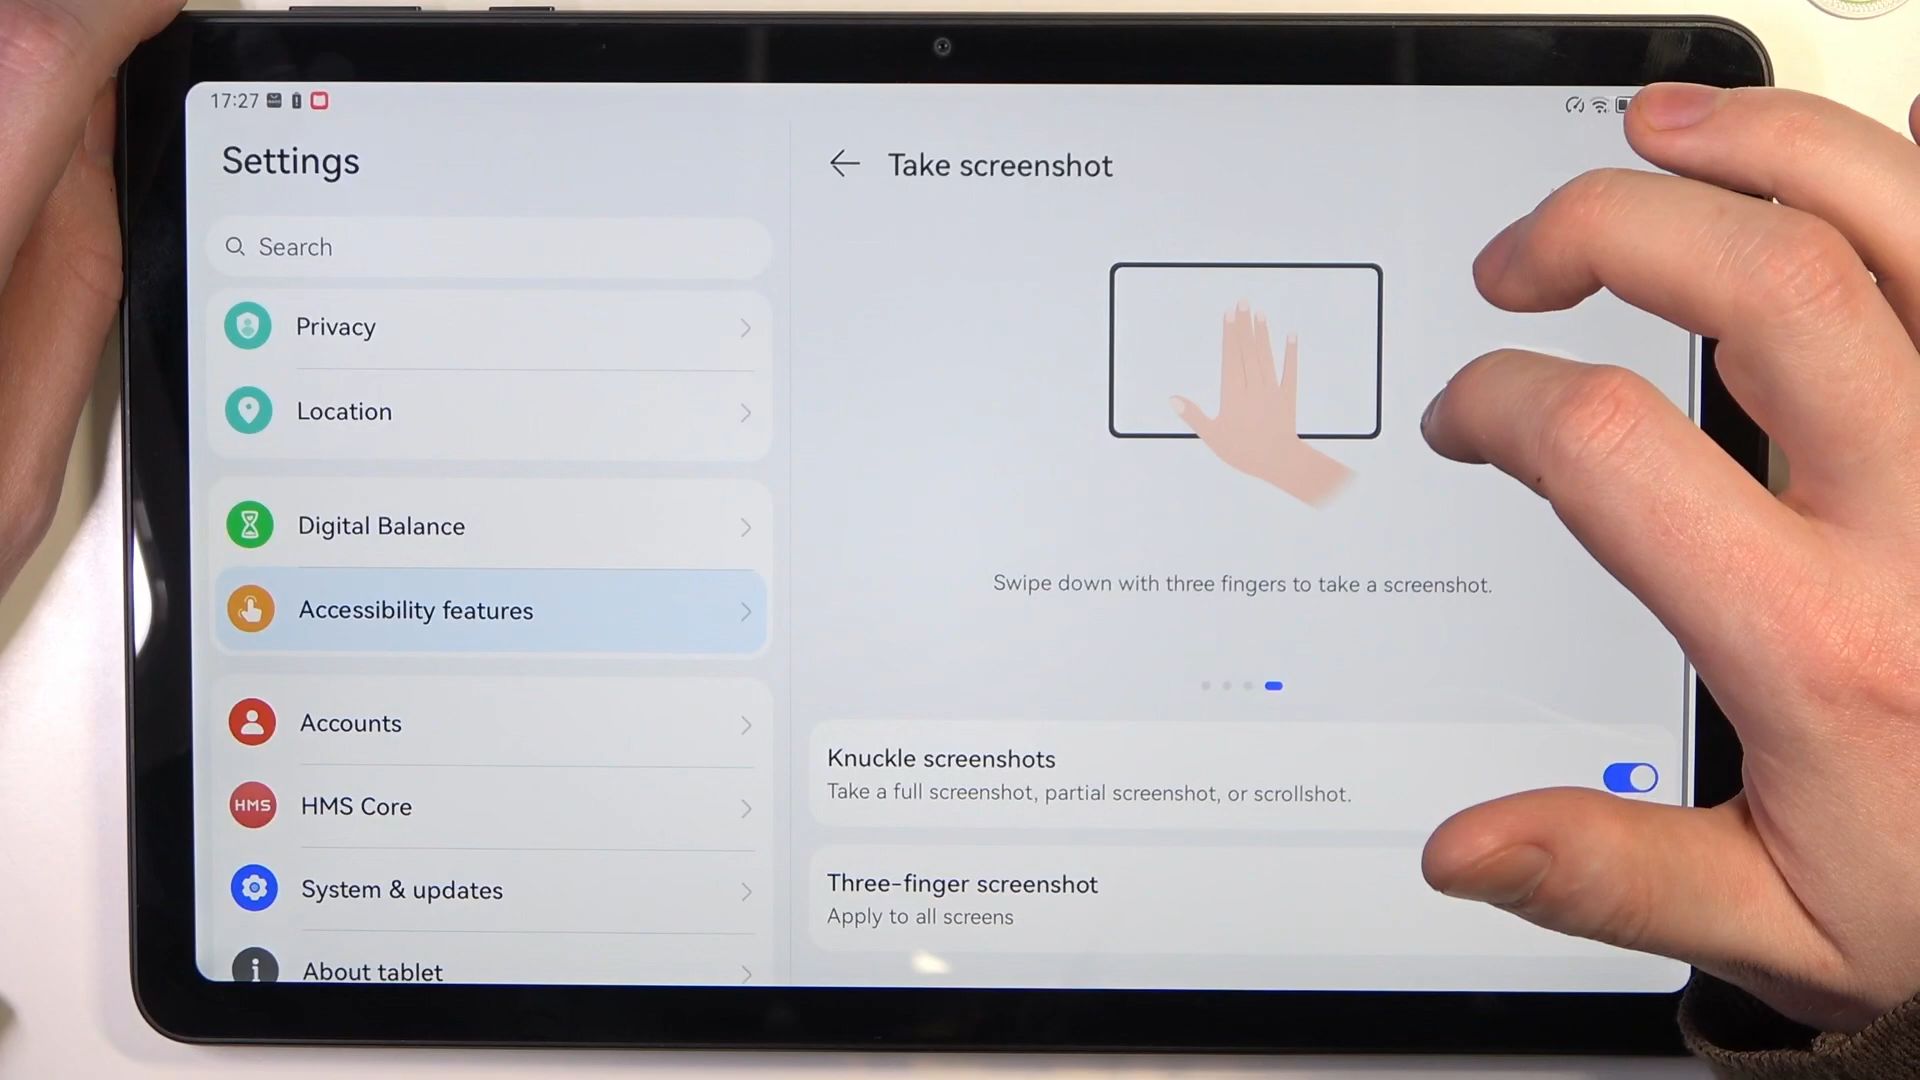 17:27
Settings
Search
Privacy
Location
Digital Balance
Accessibility features
Accounts
HMS
HMS Core
System & updates
About tablet
Take screenshot
Swipe down with three fingers to take a screenshot.
Knuckle screenshots
Take a full screenshot, partial screenshot, or scrollshot.
Three-finger screenshot
Apply to all screens